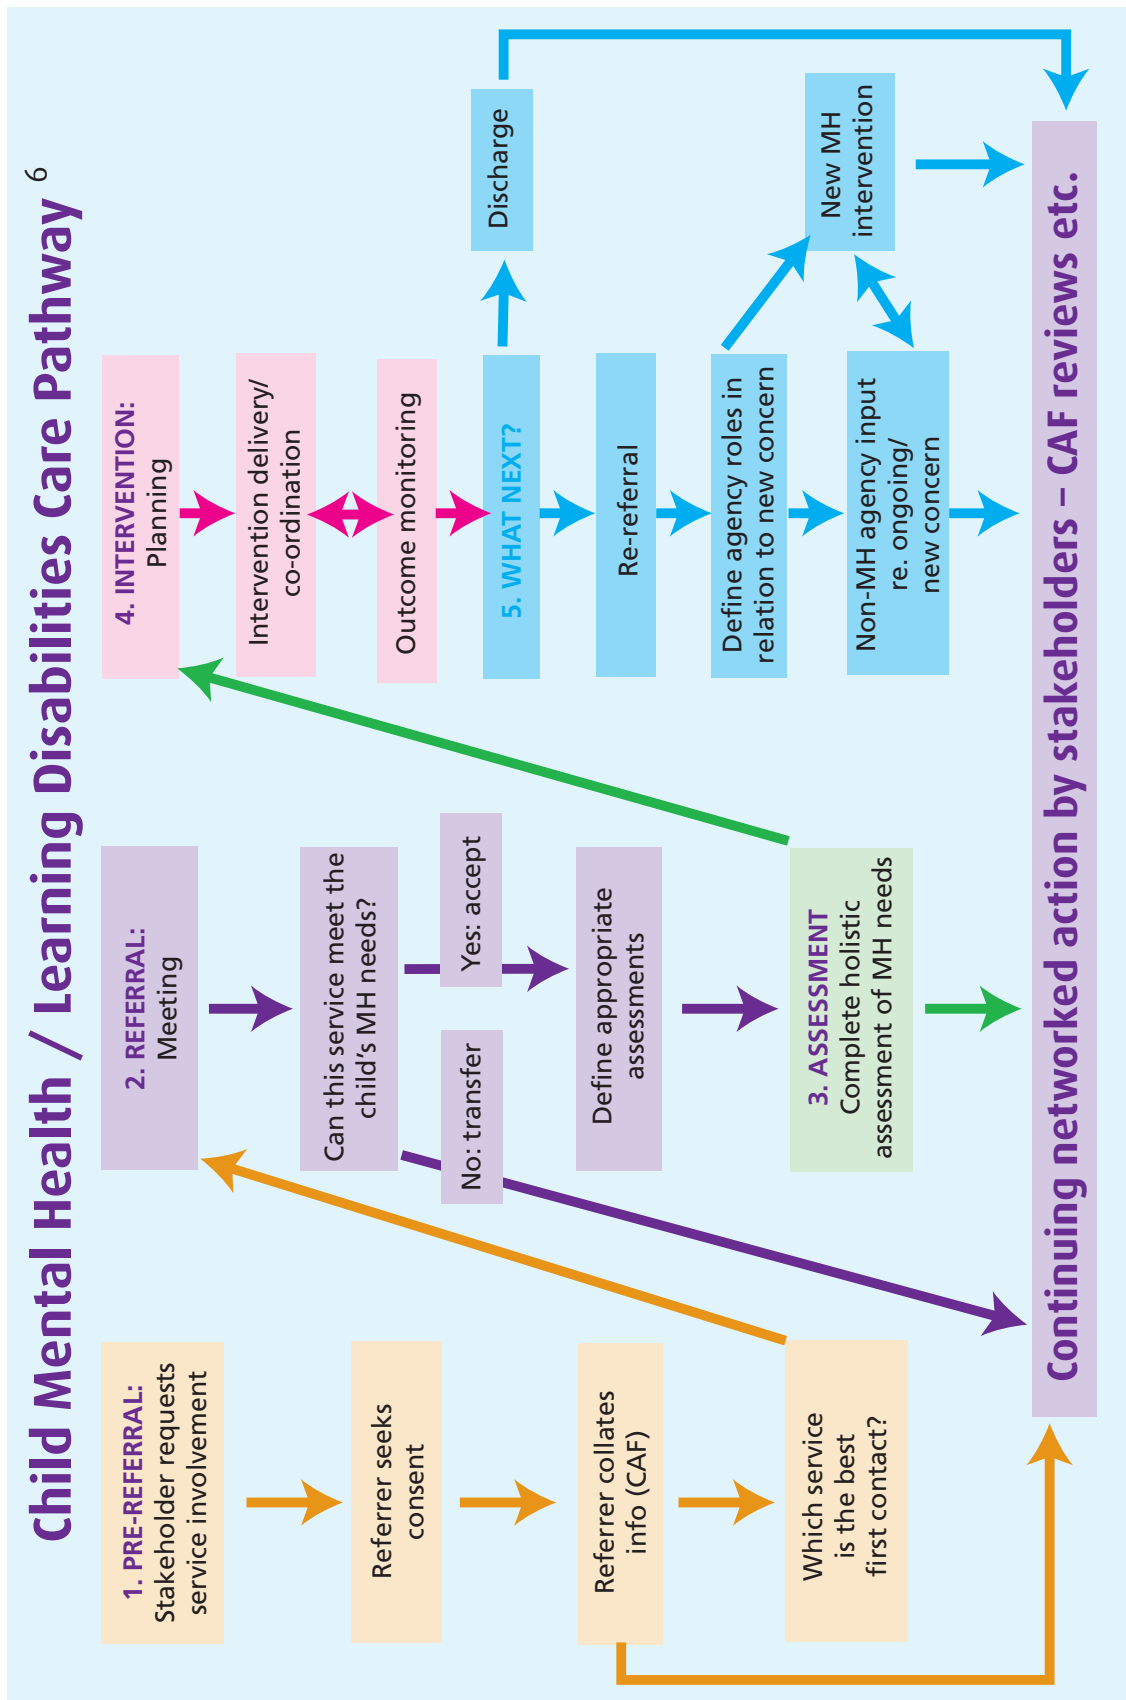 Child Mental Health / Learning Disabilities Care Pathway 6
1. PRE-REFERRAL:
Stakeholder requests
service involvement
Referrer seeks
consent
Referrer collates
info (CAF)
Which service
is the best
first contact?
2. REFERRAL:
Meeting
Can this service meet the
child’s MH needs?
No: transfer
Yes: accept
Define appropriate
assessments
3. ASSESSMENT
Complete holistic
assessment of MH needs
4. INTERVENTION:
Planning
Intervention delivery/
co-ordination
Outcome monitoring
5. WHAT NEXT?
Discharge
Re-referral
Define agency roles in
relation to new concern
New MH
intervention
Non-MH agency input
re. ongoing/
new concern
Continuing networked action by stakeholders – CAF reviews etc.